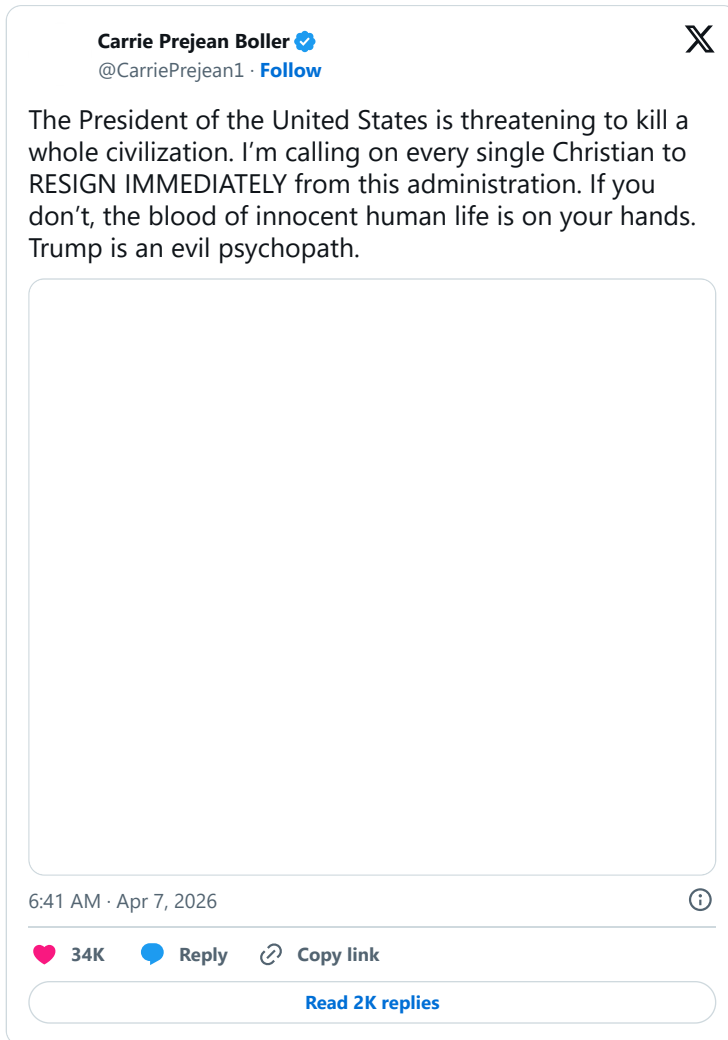 Carrie Prejean Boller
@CarriePrejean1 · Follow
The President of the United States is threatening to kill a
whole civilization. I’m calling on every single Christian to
RESIGN IMMEDIATELY from this administration. If you
don’t, the blood of innocent human life is on your hands.
Trump is an evil psychopath.
6:41 AM · Apr 7, 2026
34K Reply Copy link
Read 2K replies